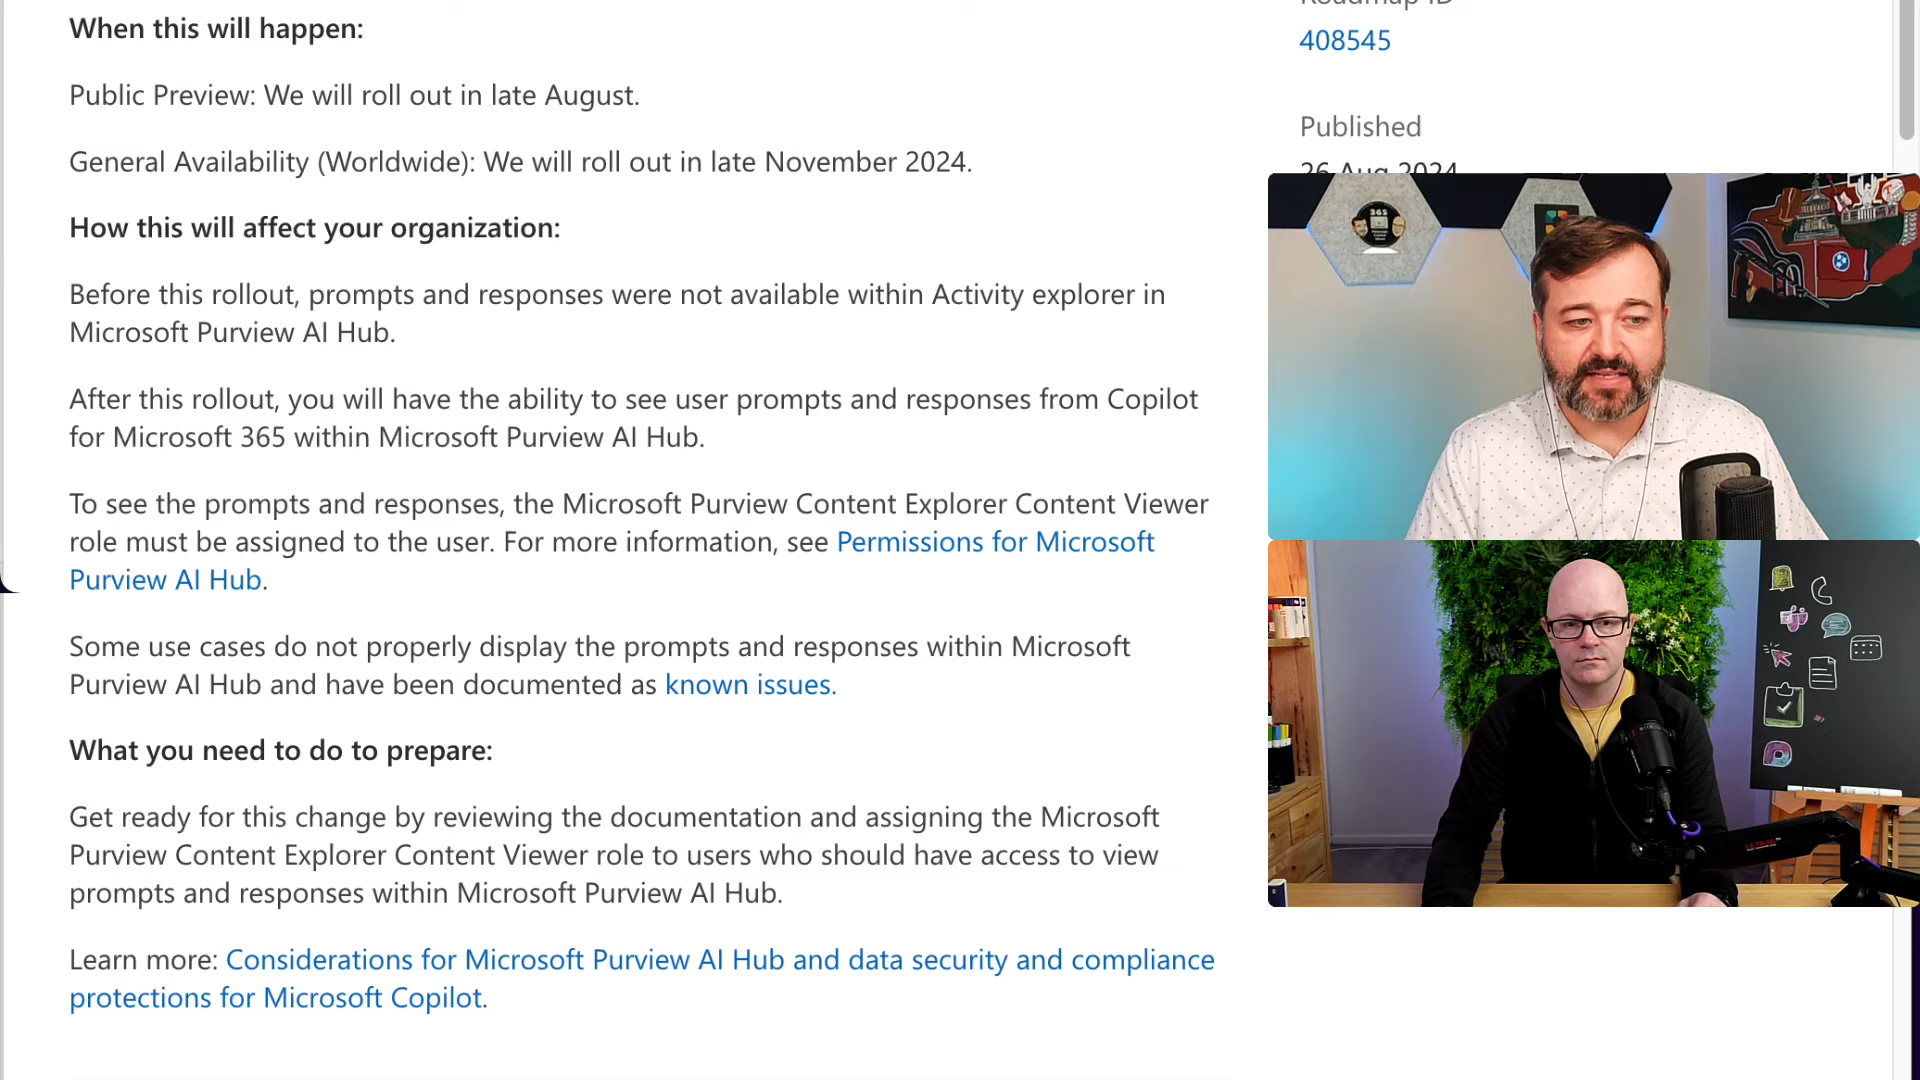 When this will happen:
Public Preview: We will roll out in late August.
General Availability (Worldwide): We will roll out in late November 2024.
How this will affect your organization:
Before this rollout, prompts and responses were not available within Activity explorer in
Microsoft Purview AI Hub.
After this rollout, you will have the ability to see user prompts and responses from Copilot
for Microsoft 365 within Microsoft Purview AI Hub.
To see the prompts and responses, the Microsoft Purview Content Explorer Content Viewer
role must be assigned to the user. For more information, see Permissions for Microsoft
Purview AI Hub.
Some use cases do not properly display the prompts and responses within Microsoft
Purview AI Hub and have been documented as known issues.
What you need to do to prepare:
Get ready for this change by reviewing the documentation and assigning the Microsoft
Purview Content Explorer Content Viewer role to users who should have access to view
prompts and responses within Microsoft Purview AI Hub.
Learn more: Considerations for Microsoft Purview AI Hub and data security and compliance
protections for Microsoft Copilot.
Roadmap ID
408545
Published
26 Aug 2024
365